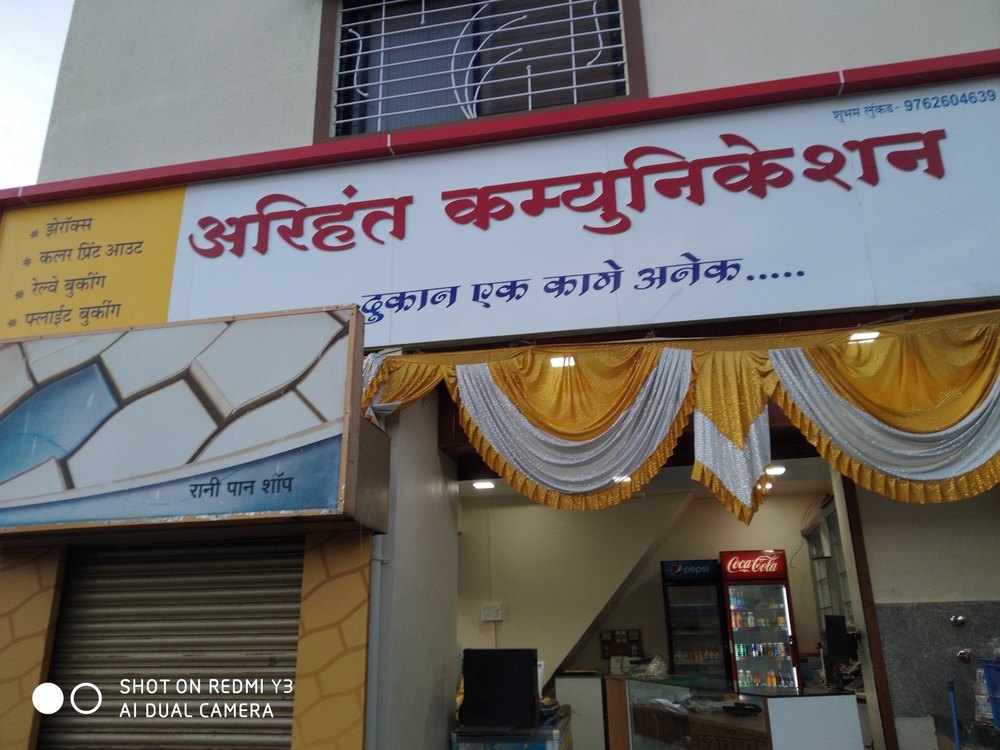 शुभम लुंकड- 9762604639
अरिहंत कम्युनिकेशन
दुकान एक कामे अनेक.....
* झेरॉक्स
* कलर प्रिंट आउट
* रेल्वे बुकींग
* फ्लाईट बुकींग
रानी पान शॉप
pepsi
Coca-Cola
SHOT ON REDMI Y3
AI DUAL CAMERA